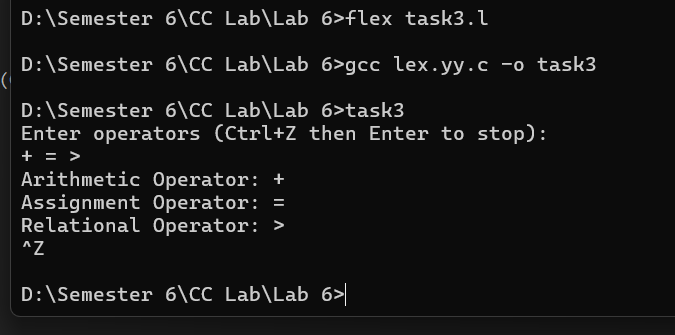 D:\Semester 6\CC Lab\Lab 6>flex task3.l
D:\Semester 6\CC Lab\Lab 6>gcc lex.yy.c -o task3
D:\Semester 6\CC Lab\Lab 6>task3
Enter operators (Ctrl+Z then Enter to stop):
+ = >
Arithmetic Operator: +
Assignment Operator: =
Relational Operator: >
^Z
D:\Semester 6\CC Lab\Lab 6>